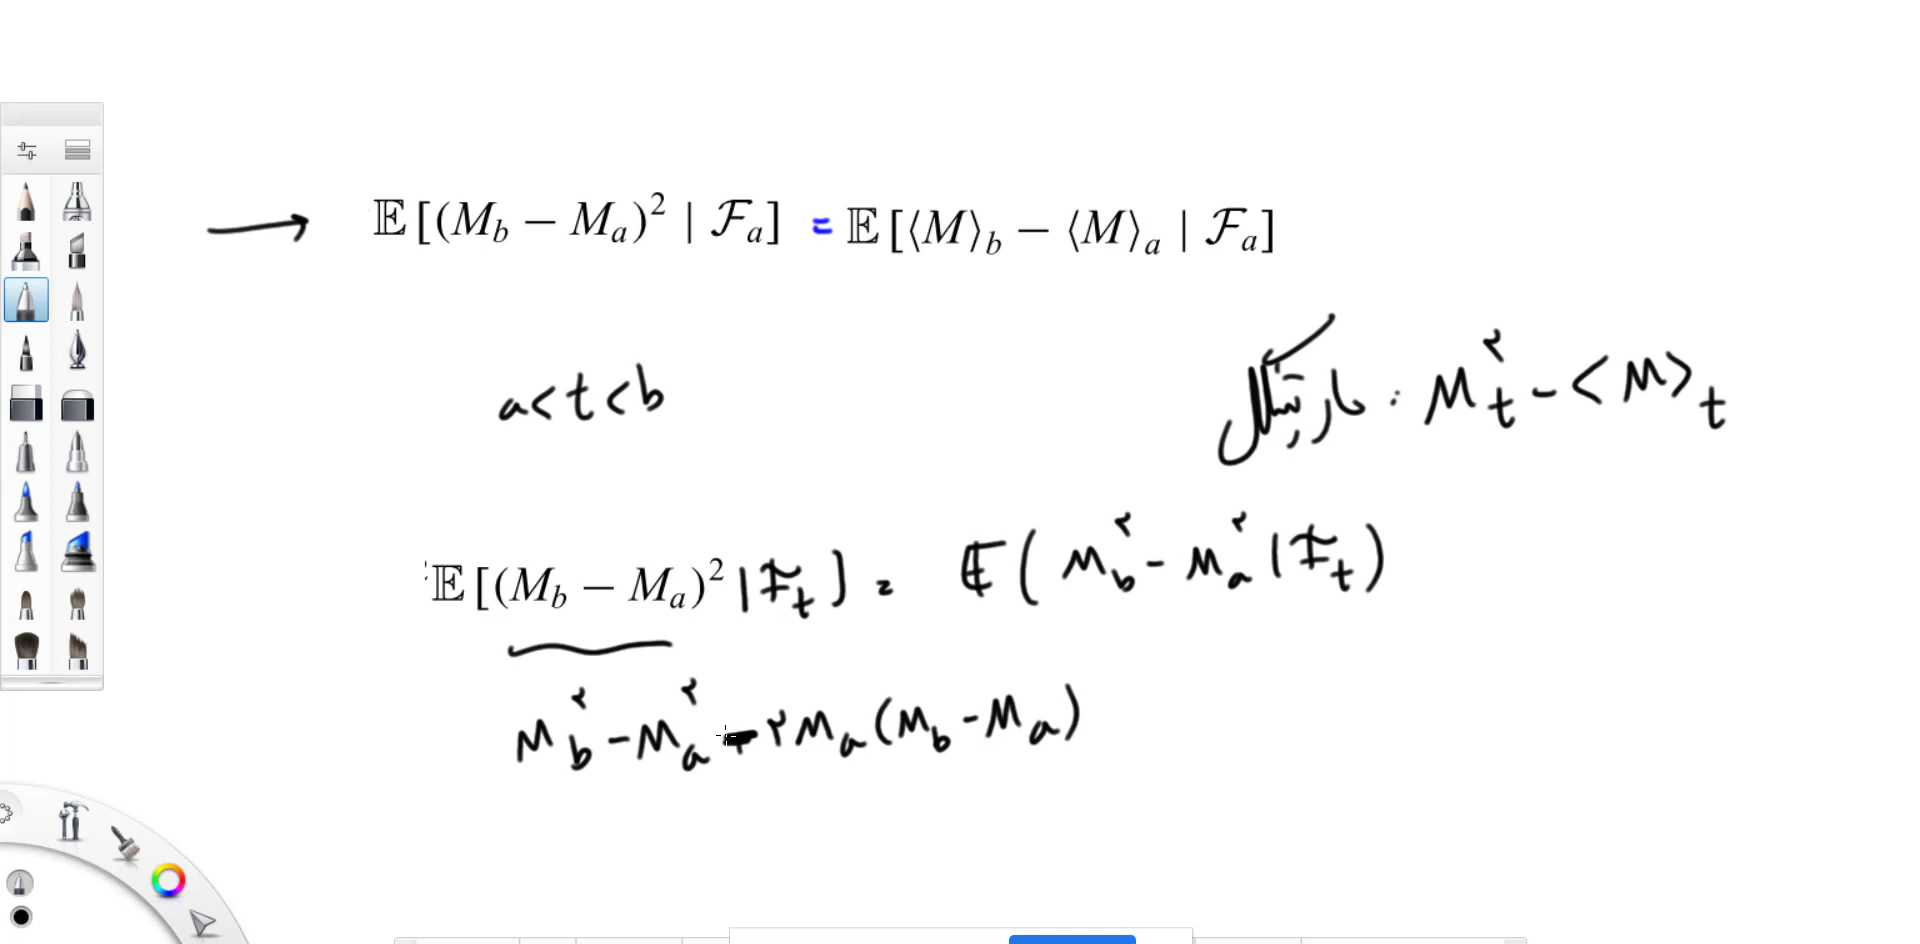 → 𝔼[(M_b − M_a)² | ℱ_a] = 𝔼[⟨M⟩_b − ⟨M⟩_a | ℱ_a]
a<t<b
مارتینگال : M_t^۲ - <M>_t
𝔼[(M_b − M_a)² | ℱ_t] = 𝔼(M_b^۲ - M_a^۲ | ℱ_t)
M_b^۲ - M_a^۲ - ۲M_a(M_b - M_a)